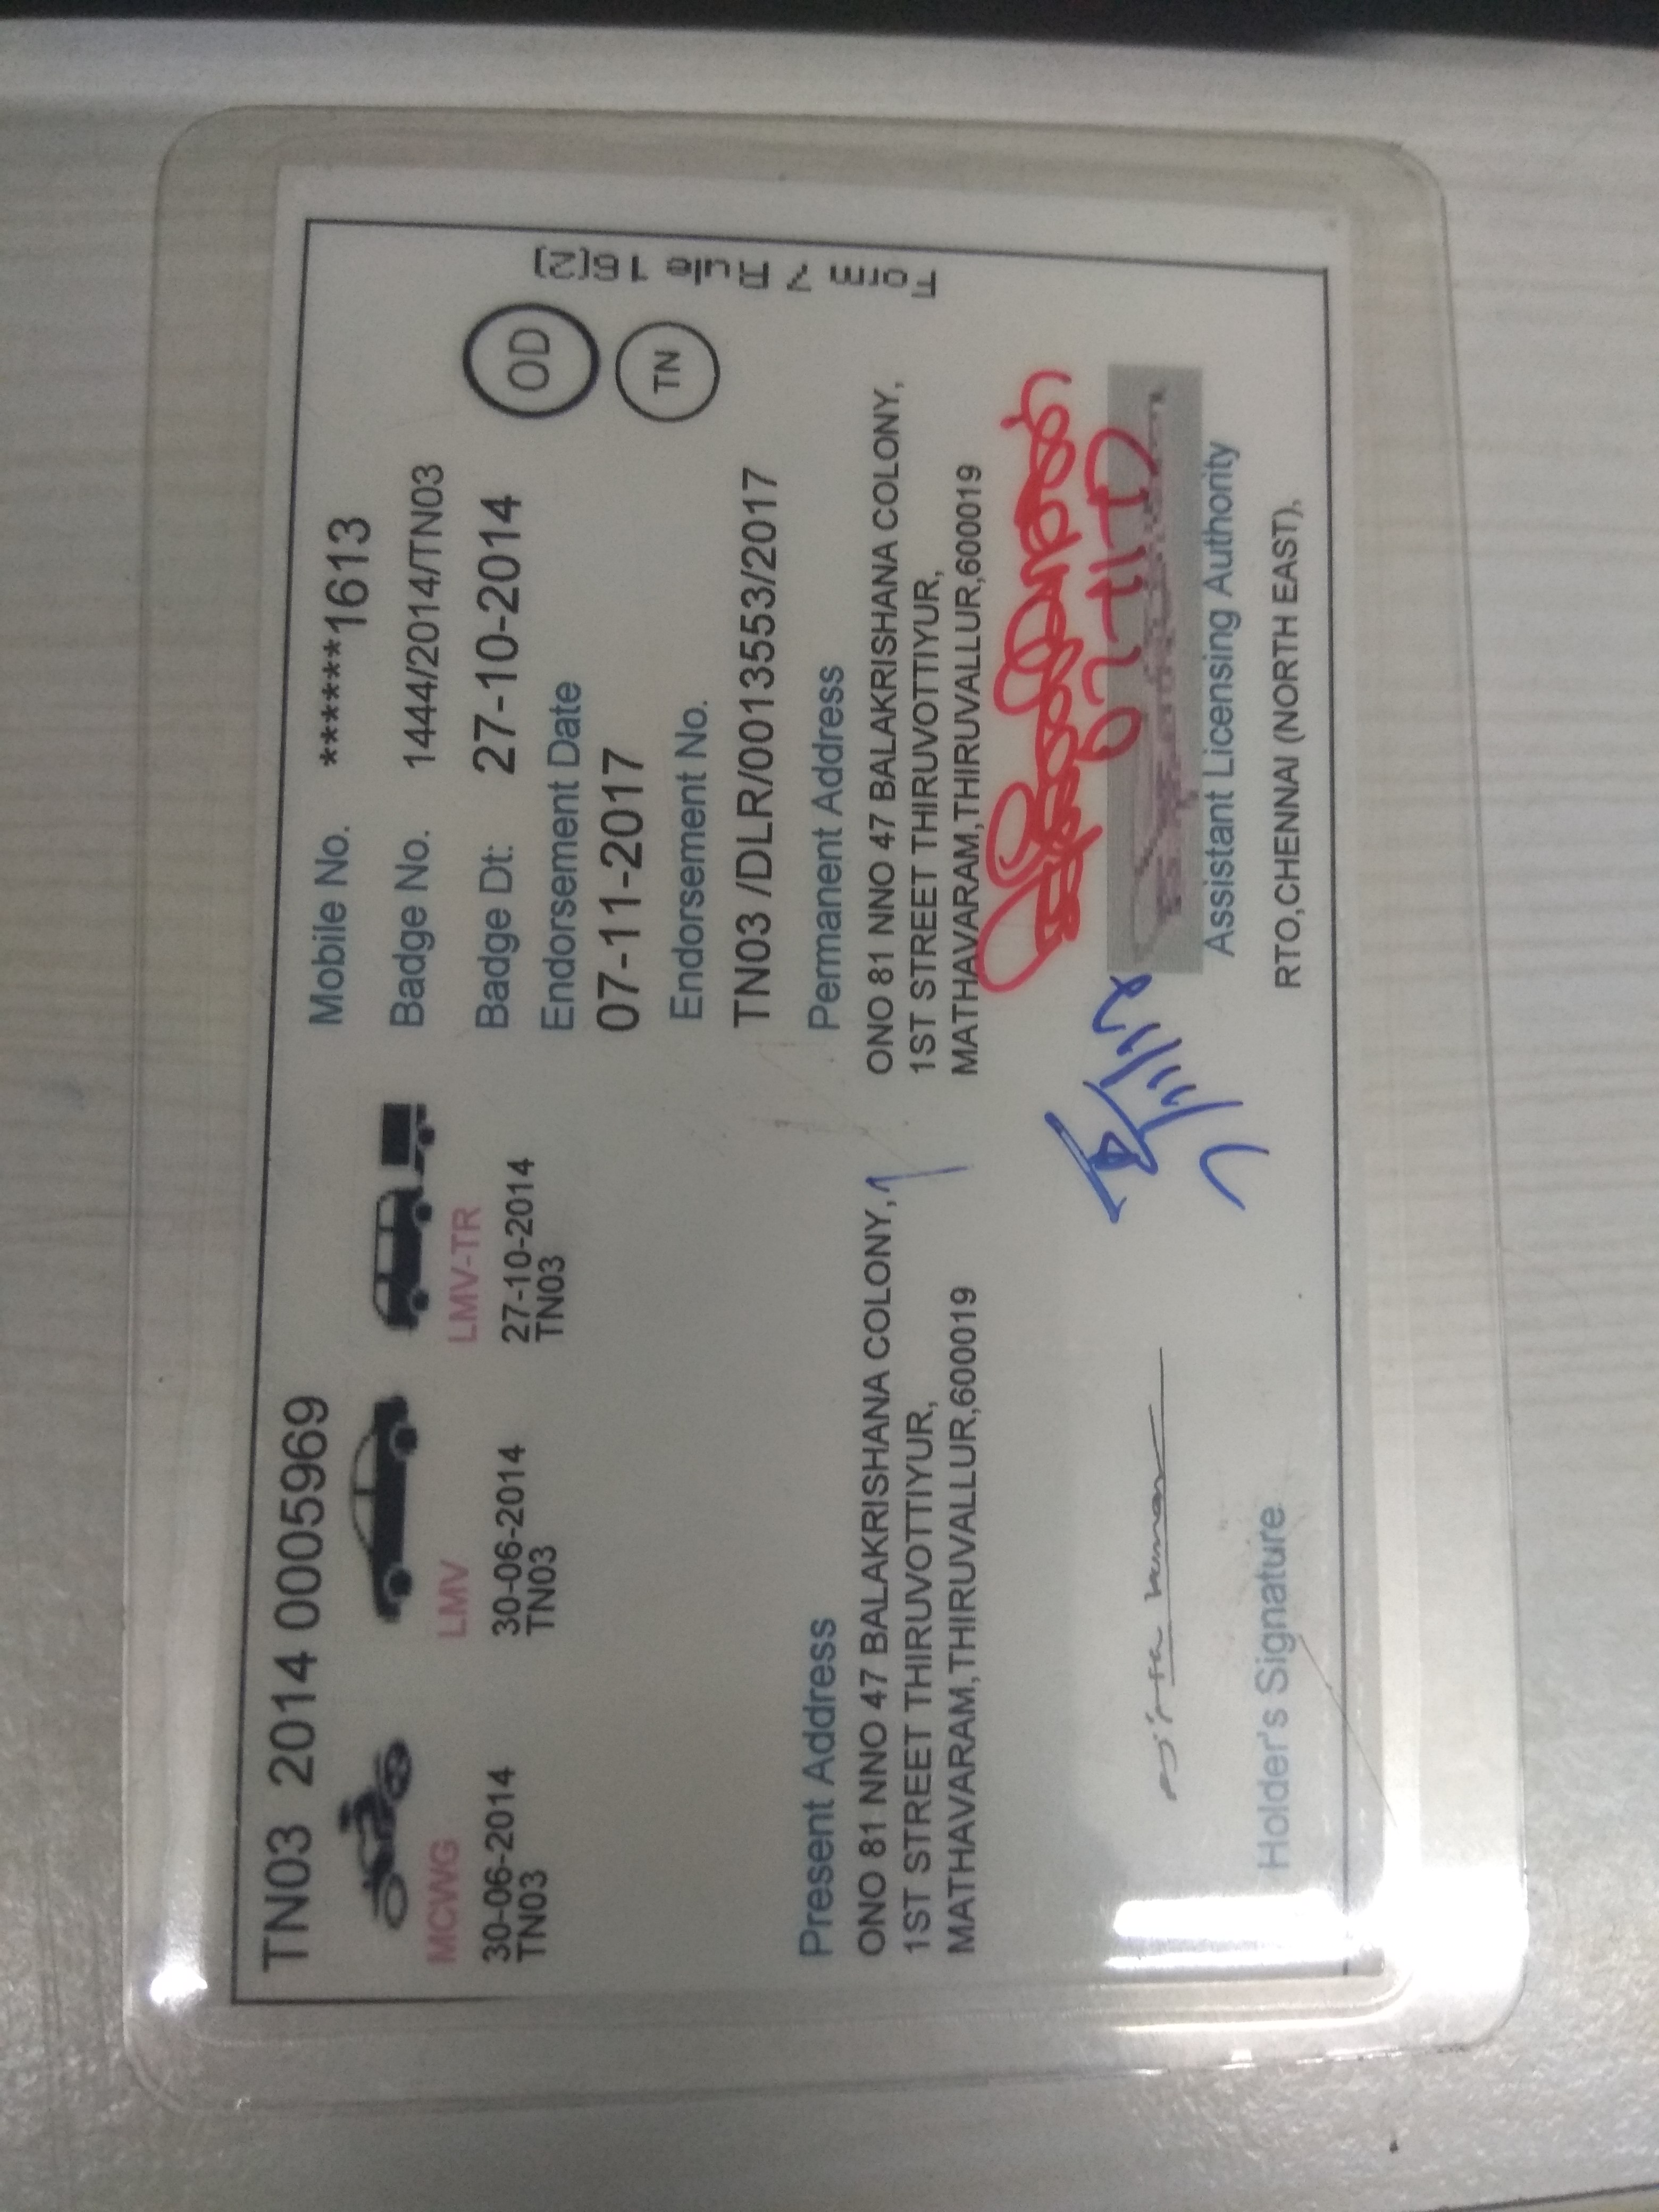 TN03 2014 0005969
MCWG
30-06-2014
TN03
LMV
30-06-2014
TN03
LMV-TR
27-10-2014
TN03
Mobile No. ******1613
Badge No. 1444/2014/TN03
Badge Dt: 27-10-2014
Endorsement Date
07-11-2017
Endorsement No.
TN03 /DLR/0013553/2017
OD
TN
Form 7 Rule 16(2)
Present Address
ONO 81 NNO 47 BALAKRISHANA COLONY,
1ST STREET THIRUVOTTIYUR,
MATHAVARAM,THIRUVALLUR,600019
Permanent Address
ONO 81 NNO 47 BALAKRISHANA COLONY,
1ST STREET THIRUVOTTIYUR,
MATHAVARAM,THIRUVALLUR,600019
Holder's Signature
Assistant Licensing Authority
RTO,CHENNAI (NORTH EAST),